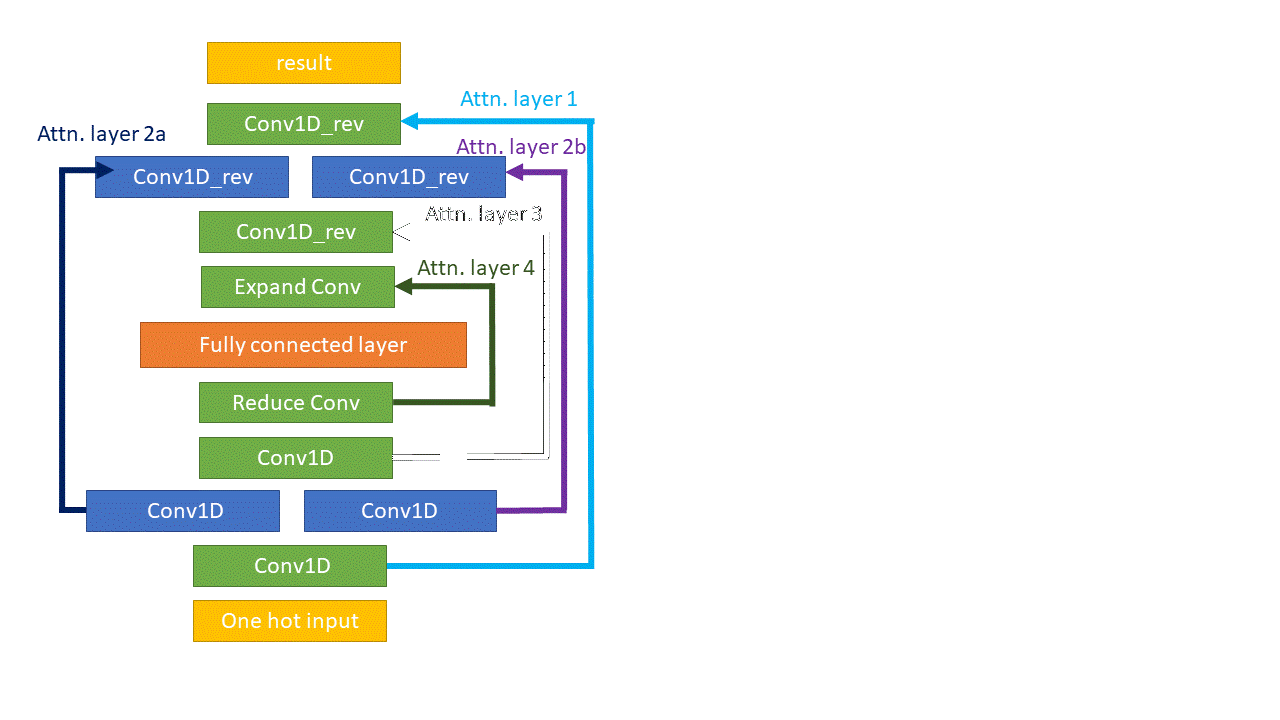 result
Attn. layer 1
Conv1D_rev
Attn. layer 2a
Attn. layer 2b
Conv1D_rev
Conv1D_rev
Attn. layer 3
Conv1D_rev
Attn. layer 4
Expand Conv
Fully connected layer
Reduce Conv
Conv1D
Conv1D
Conv1D
Conv1D
One hot input